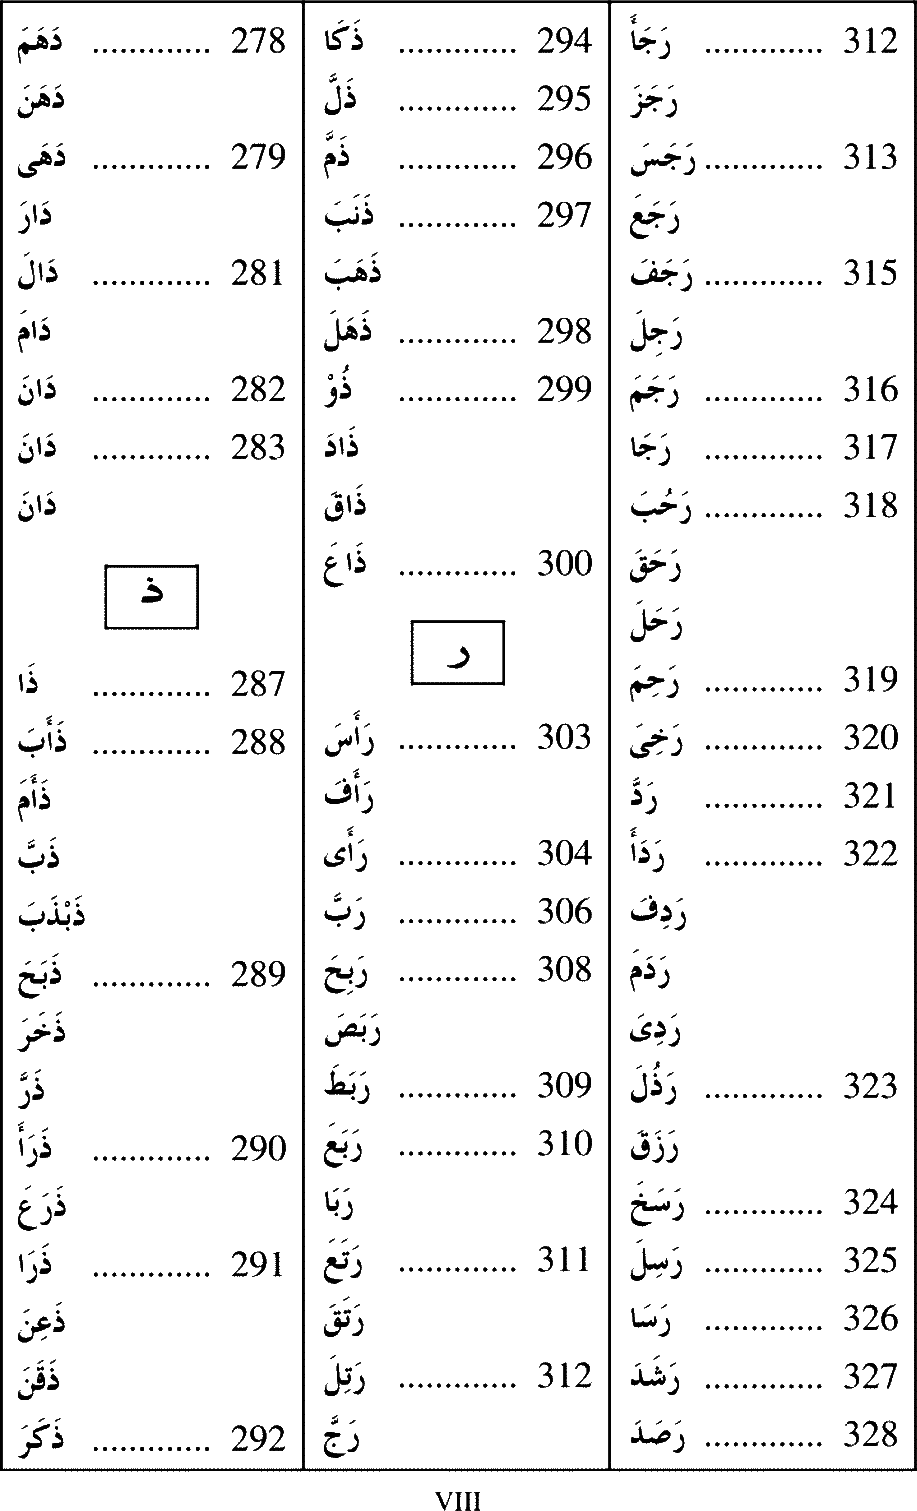 دَهَمَ ............. 278
دَهَنَ
دَهَى ............. 279
دَارَ
دَالَ ............. 281
دَامَ
دَانَ ............. 282
دَانَ ............. 283
دَانَ
ذ
ذَا ............. 287
ذَأَبَ ............. 288
ذَأَمَ
ذَبَّ
ذَبْذَبَ
ذَبَحَ ............. 289
ذَخَرَ
ذَرَّ
ذَرَأَ ............. 290
ذَرَعَ
ذَرَا ............. 291
ذَعِنَ
ذَقَنَ
ذَكَرَ ............. 292
ذَكَا ............. 294
ذَلَّ ............. 295
ذَمَّ ............. 296
ذَنَبَ ............. 297
ذَهَبَ
ذَهَلَ ............. 298
ذُوْ ............. 299
ذَادَ
ذَاقَ
ذَاعَ ............. 300
ر
رَأَسَ ............. 303
رَأَفَ
رَأَى ............. 304
رَبَّ ............. 306
رَبِحَ ............. 308
رَبَصَ
رَبَطَ ............. 309
رَبَعَ ............. 310
رَبَا
رَتَعَ ............. 311
رَتَقَ
رَتِلَ ............. 312
رَجَّ
رَجَأَ ............. 312
رَجَزَ
رَجَسَ ............. 313
رَجَعَ
رَجَفَ ............. 315
رَجِلَ
رَجَمَ ............. 316
رَجَا ............. 317
رَحُبَ ............. 318
رَحَقَ
رَحَلَ
رَحِمَ ............. 319
رَخِىَ ............. 320
رَدَّ ............. 321
رَدَأَ ............. 322
رَدِفَ
رَدَمَ
رَدِىَ
رَذُلَ ............. 323
رَزَقَ
رَسَخَ ............. 324
رَسِلَ ............. 325
رَسَا ............. 326
رَشَدَ ............. 327
رَصَدَ ............. 328
VIII